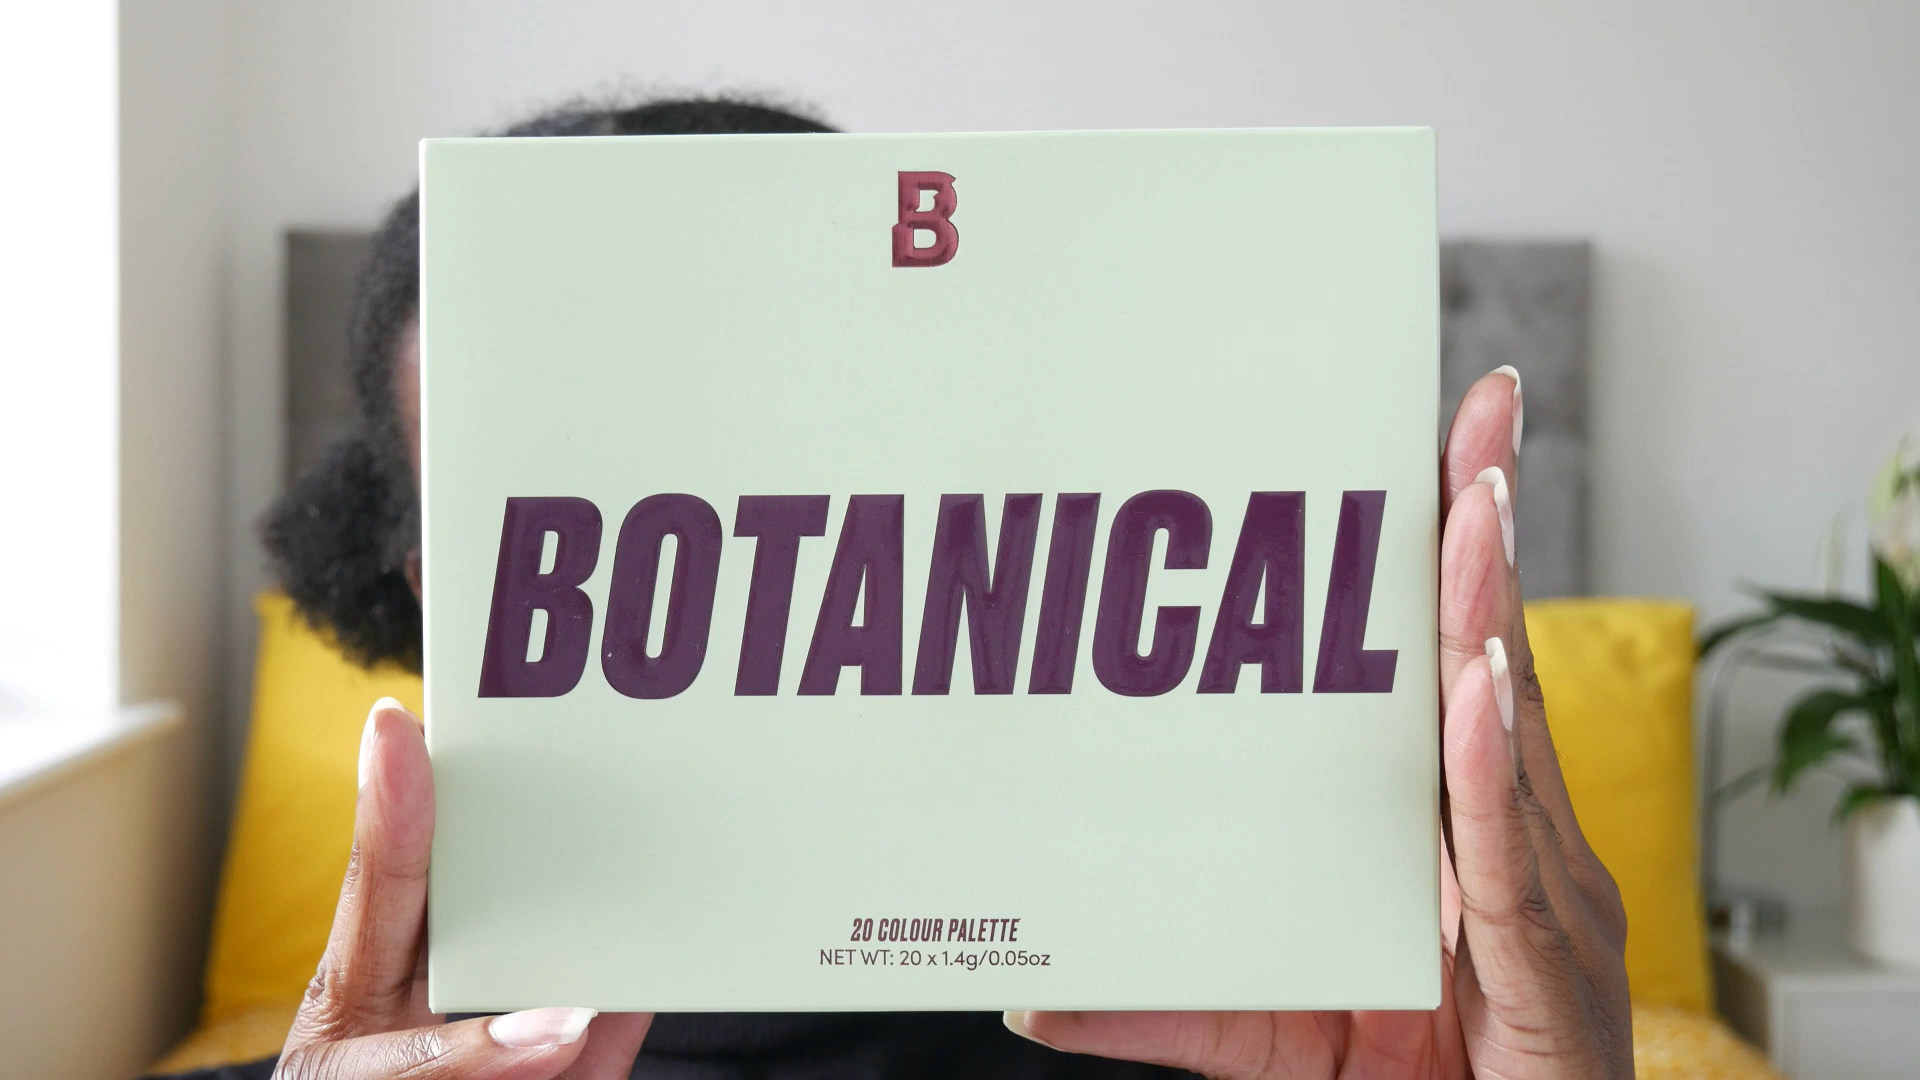 B
BOTANICAL
20 COLOUR PALETTE
NET WT: 20 x 1.4g/0.05oz